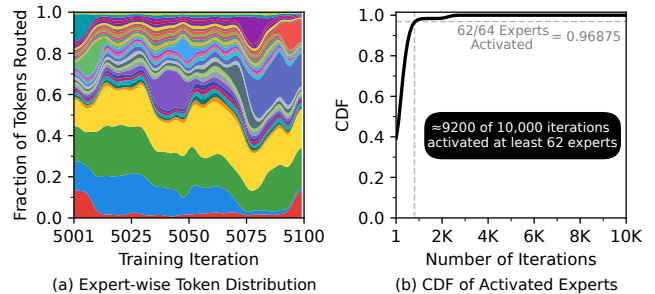 Fraction of Tokens Routed
1.0
0.8
0.6
0.4
0.2
0.0
5001 5025 5050 5075 5100
Training Iteration
(a) Expert-wise Token Distribution
CDF
1.0
0.8
0.6
0.4
0.2
0.0
62/64 Experts
Activated = 0.96875
≈9200 of 10,000 iterations
activated at least 62 experts
1 2K 4K 6K 8K 10K
Number of Iterations
(b) CDF of Activated Experts